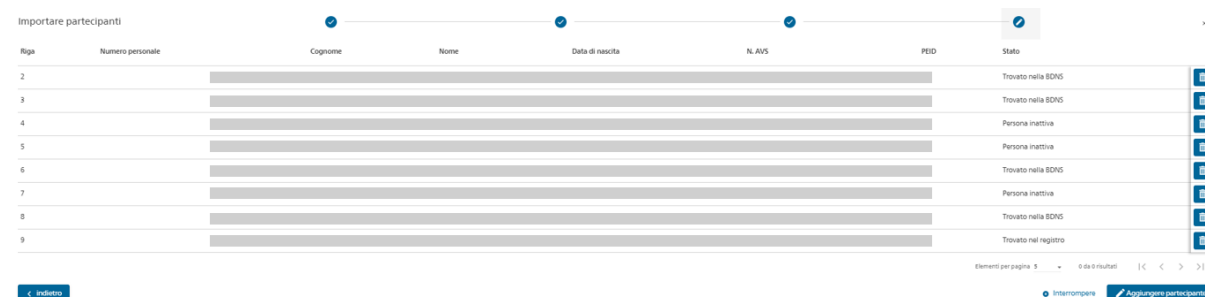 Importare partecipanti
Riga Numero personale Cognome Nome Data di nascita N. AVS PEID Stato
2 Trovato nella BDNS
3 Trovato nella BDNS
4 Persona inattiva
5 Persona inattiva
6 Trovato nella BDNS
7 Persona inattiva
8 Trovato nella BDNS
9 Trovato nel registro
Elementi per pagina 5 0 da 0 risultati
indietro Interrompere Aggiungere partecipante